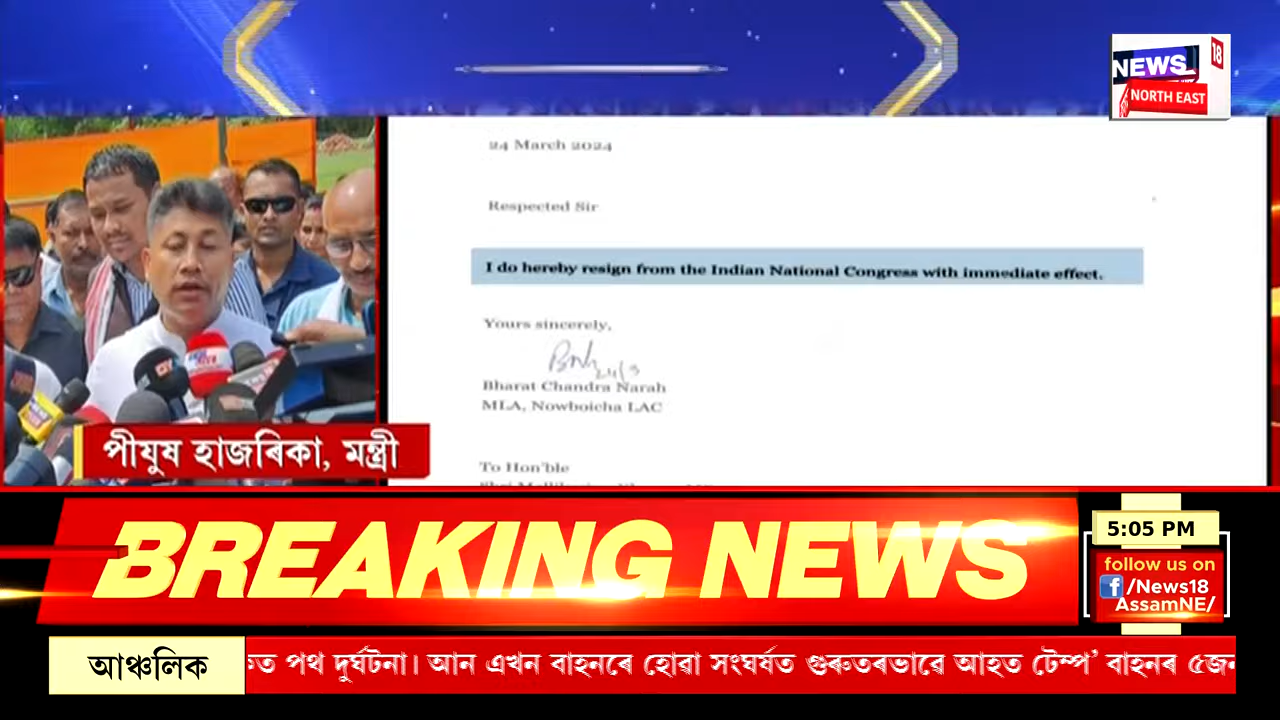 NEWS 18
NORTH EAST
24 March 2024
Respected Sir
I do hereby resign from the Indian National Congress with immediate effect.
Yours sincerely,
24/3
Bharat Chandra Narah
MLA, Nowboicha LAC
To Hon'ble
পীযুষ হাজৰিকা, মন্ত্ৰী
BREAKING NEWS
5:05 PM
follow us on
/News18
AssamNE/
আঞ্চলিক
পথ দুৰ্ঘটনা। আন এখন বাহনৰে হোৱা সংঘৰ্ষত গুৰুতৰভাৱে আহত টেম্প' বাহনৰ ৫জন